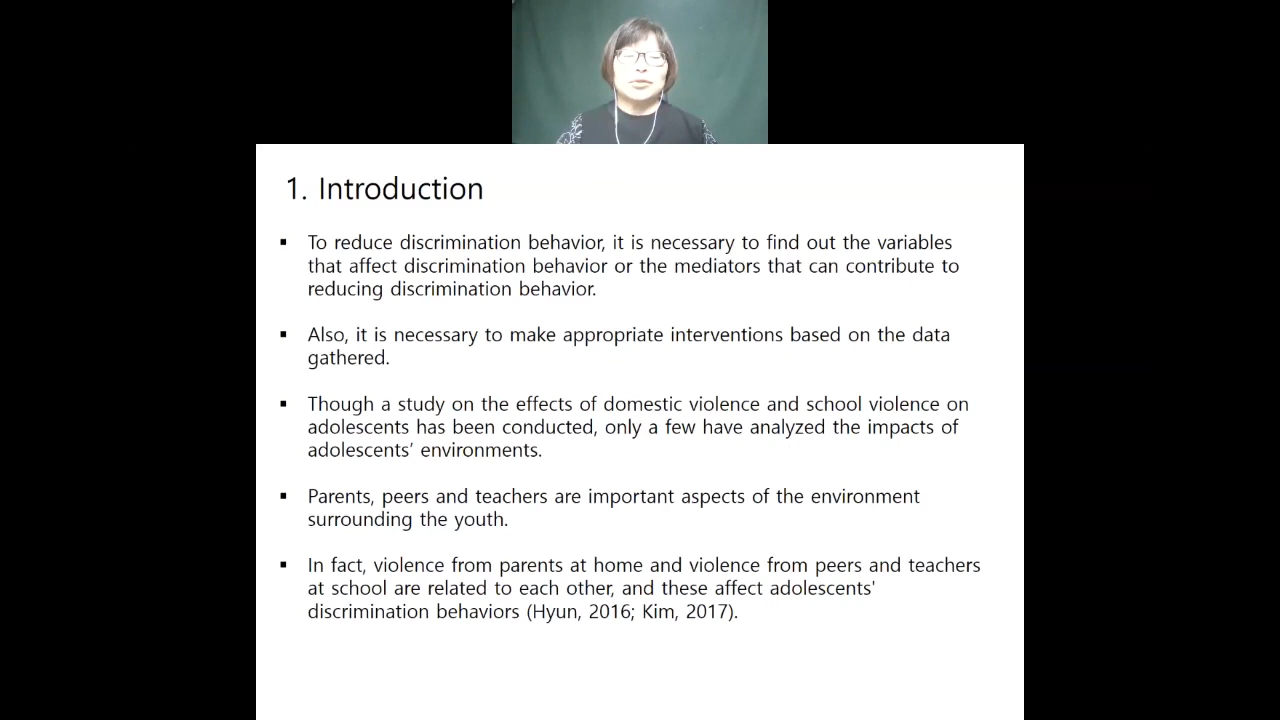 1. Introduction
▪ To reduce discrimination behavior, it is necessary to find out the variables
that affect discrimination behavior or the mediators that can contribute to
reducing discrimination behavior.
▪ Also, it is necessary to make appropriate interventions based on the data
gathered.
▪ Though a study on the effects of domestic violence and school violence on
adolescents has been conducted, only a few have analyzed the impacts of
adolescents’ environments.
▪ Parents, peers and teachers are important aspects of the environment
surrounding the youth.
▪ In fact, violence from parents at home and violence from peers and teachers
at school are related to each other, and these affect adolescents'
discrimination behaviors (Hyun, 2016; Kim, 2017).